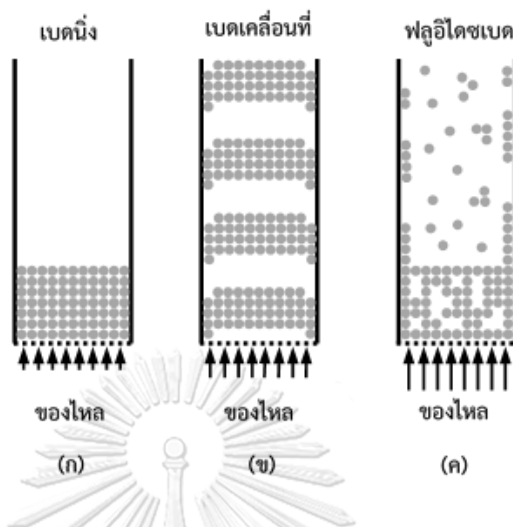 เบดนิ่ง
เบดเคลื่อนที่
ฟลูอิไดซเบด
ของไหล
ของไหล
ของไหล
(ก)
(ข)
(ค)